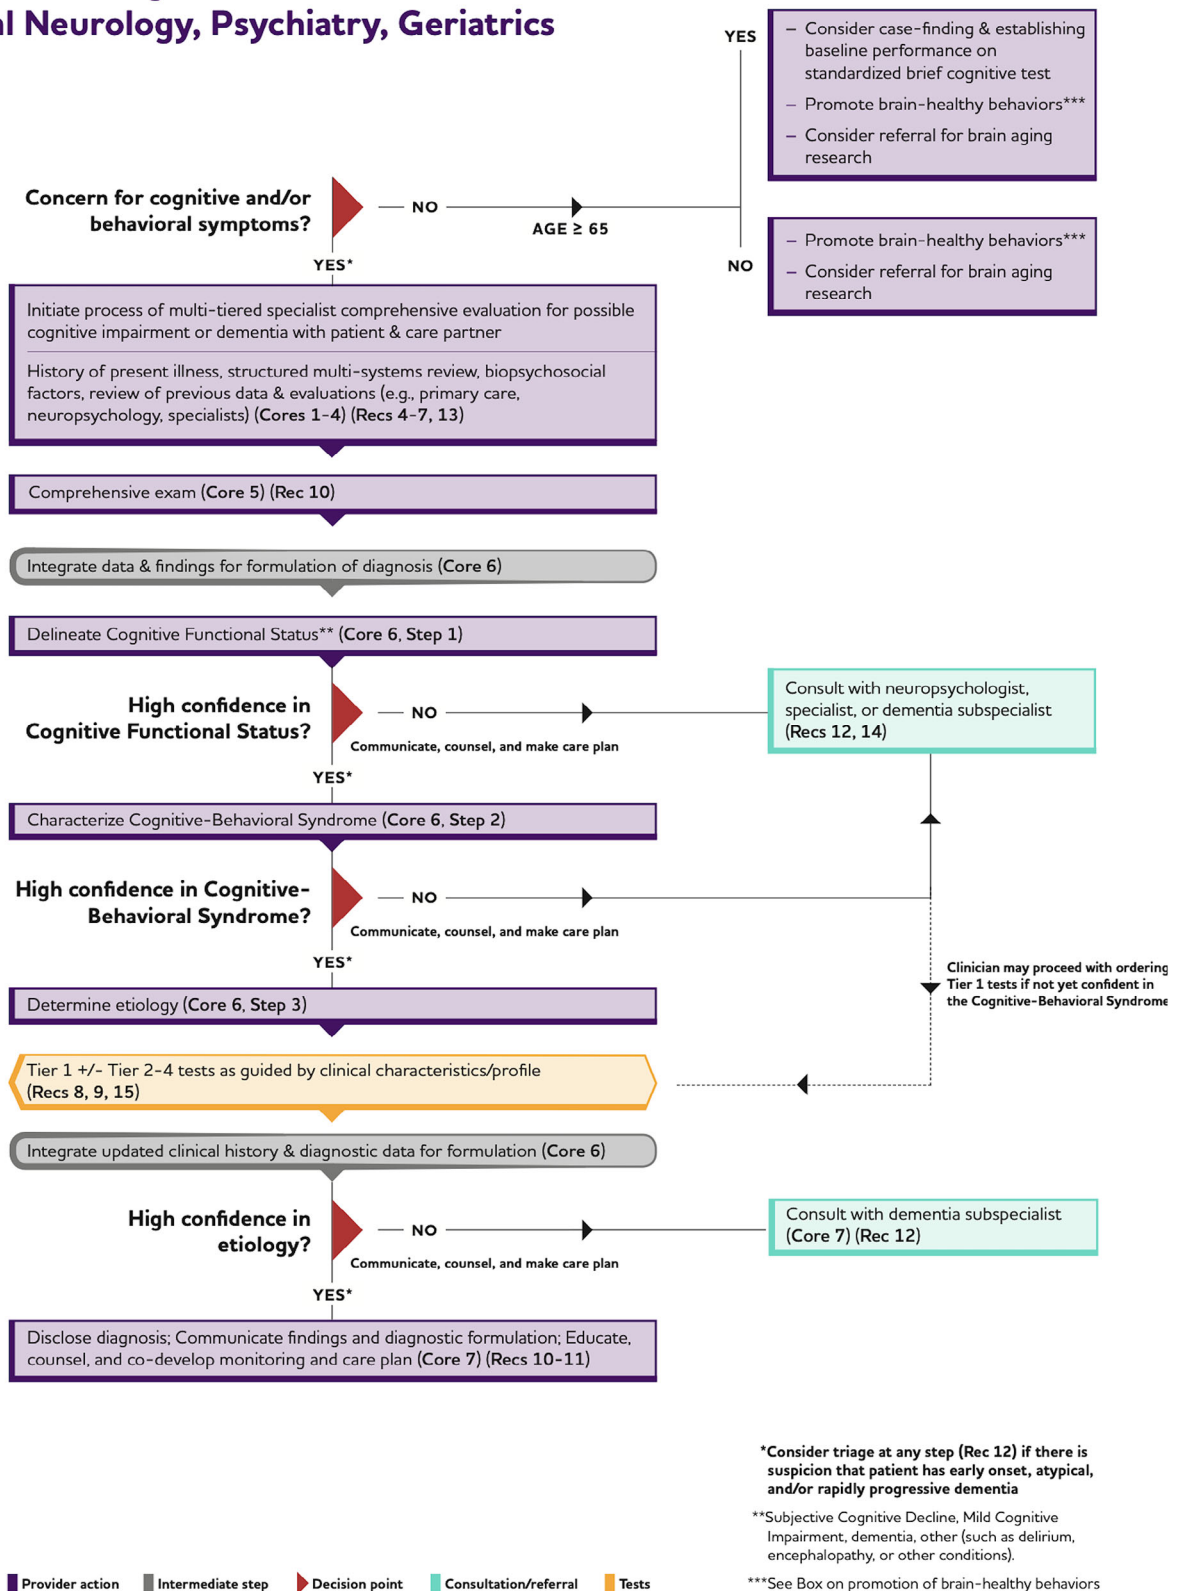 l Neurology, Psychiatry, Geriatrics
YES
– Consider case-finding & establishing
baseline performance on
standardized brief cognitive test
– Promote brain-healthy behaviors***
– Consider referral for brain aging
research
Concern for cognitive and/or
behavioral symptoms?
NO
AGE ≥ 65
NO
– Promote brain-healthy behaviors***
– Consider referral for brain aging
research
YES*
Initiate process of multi-tiered specialist comprehensive evaluation for possible
cognitive impairment or dementia with patient & care partner
History of present illness, structured multi-systems review, biopsychosocial
factors, review of previous data & evaluations (e.g., primary care,
neuropsychology, specialists) (Cores 1-4) (Recs 4-7, 13)
Comprehensive exam (Core 5) (Rec 10)
Integrate data & findings for formulation of diagnosis (Core 6)
Delineate Cognitive Functional Status** (Core 6, Step 1)
High confidence in
Cognitive Functional Status?
NO
Communicate, counsel, and make care plan
Consult with neuropsychologist,
specialist, or dementia subspecialist
(Recs 12, 14)
YES*
Characterize Cognitive-Behavioral Syndrome (Core 6, Step 2)
High confidence in Cognitive-
Behavioral Syndrome?
NO
Communicate, counsel, and make care plan
YES*
Clinician may proceed with ordering
Tier 1 tests if not yet confident in
the Cognitive-Behavioral Syndrome
Determine etiology (Core 6, Step 3)
Tier 1 +/- Tier 2-4 tests as guided by clinical characteristics/profile
(Recs 8, 9, 15)
Integrate updated clinical history & diagnostic data for formulation (Core 6)
High confidence in
etiology?
NO
Communicate, counsel, and make care plan
Consult with dementia subspecialist
(Core 7) (Rec 12)
YES*
Disclose diagnosis; Communicate findings and diagnostic formulation; Educate,
counsel, and co-develop monitoring and care plan (Core 7) (Recs 10-11)
*Consider triage at any step (Rec 12) if there is
suspicion that patient has early onset, atypical,
and/or rapidly progressive dementia
**Subjective Cognitive Decline, Mild Cognitive
Impairment, dementia, other (such as delirium,
encephalopathy, or other conditions).
***See Box on promotion of brain-healthy behaviors
Provider action
Intermediate step
Decision point
Consultation/referral
Tests